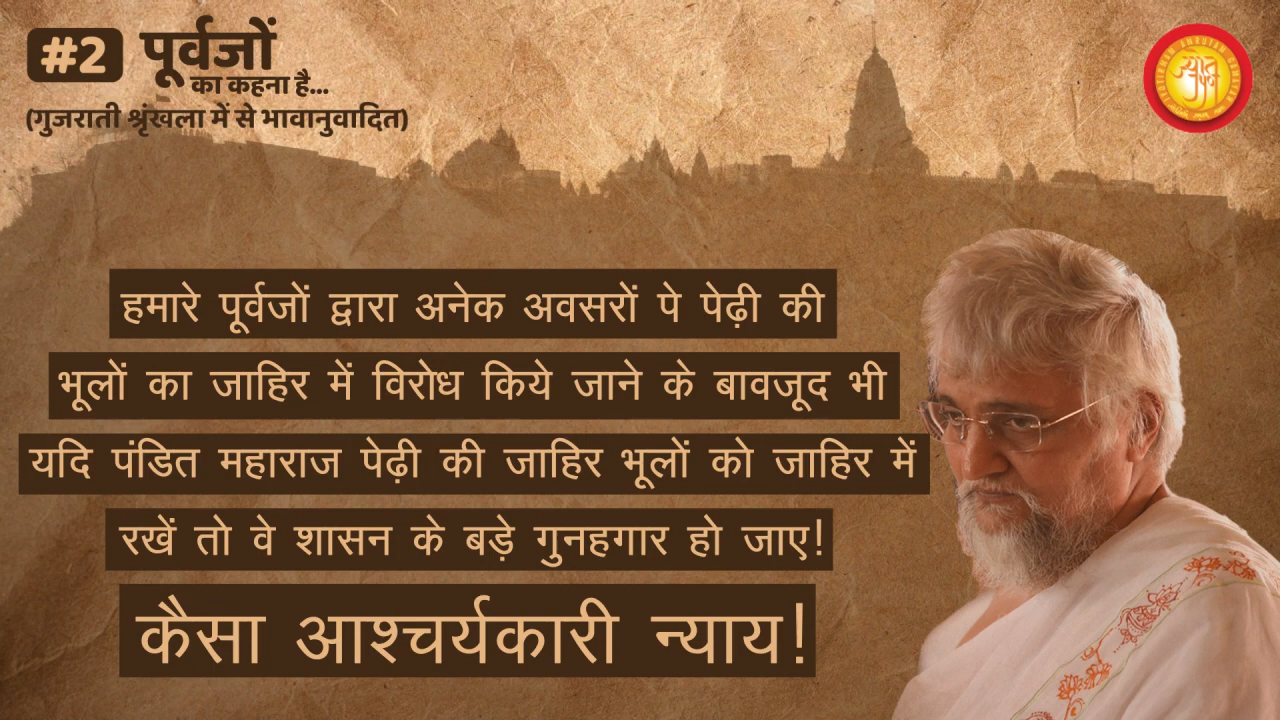 #2 पूर्वजों
का कहना है...
(गुजराती श्रृंखला में से भावानुवादित)
हमारे पूर्वजों द्वारा अनेक अवसरों पे पेढ़ी की
भूलों का जाहिर में विरोध किये जाने के बावजूद भी
यदि पंडित महाराज पेढ़ी की जाहिर भूलों को जाहिर में
रखें तो वे शासन के बड़े गुनहगार हो जाए!
कैसा आश्चर्यकारी न्याय!